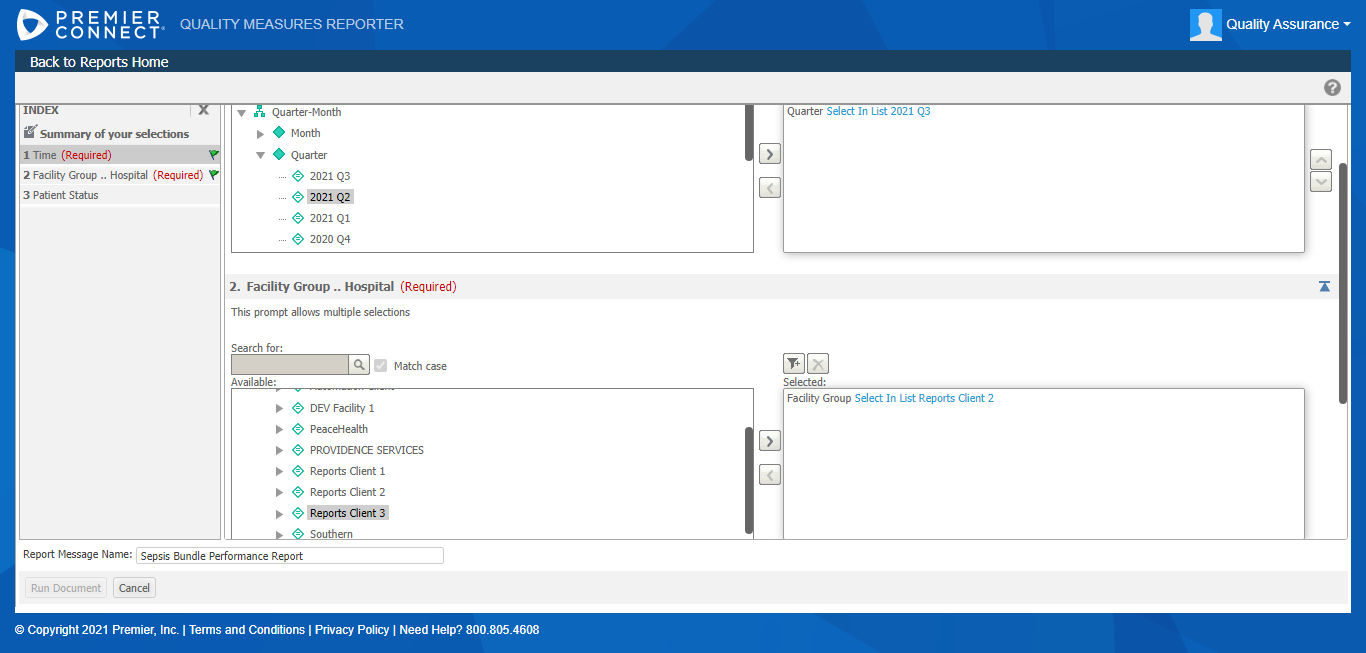 PREMIER CONNECT® QUALITY MEASURES REPORTER
Quality Assurance
Back to Reports Home
?
INDEX X
Summary of your selections
1 Time (Required)
2 Facility Group .. Hospital (Required)
3 Patient Status
Quarter-Month
Month
Quarter
2021 Q3
2021 Q2
2021 Q1
2020 Q4
Quarter Select In List 2021 Q3
2. Facility Group .. Hospital (Required)
This prompt allows multiple selections
Search for:
Match case
Available:
Automation Client
DEV Facility 1
PeaceHealth
PROVIDENCE SERVICES
Reports Client 1
Reports Client 2
Reports Client 3
Southern
Selected:
Facility Group Select In List Reports Client 2
Report Message Name: Sepsis Bundle Performance Report
Run Document Cancel
© Copyright 2021 Premier, Inc. | Terms and Conditions | Privacy Policy | Need Help? 800.805.4608